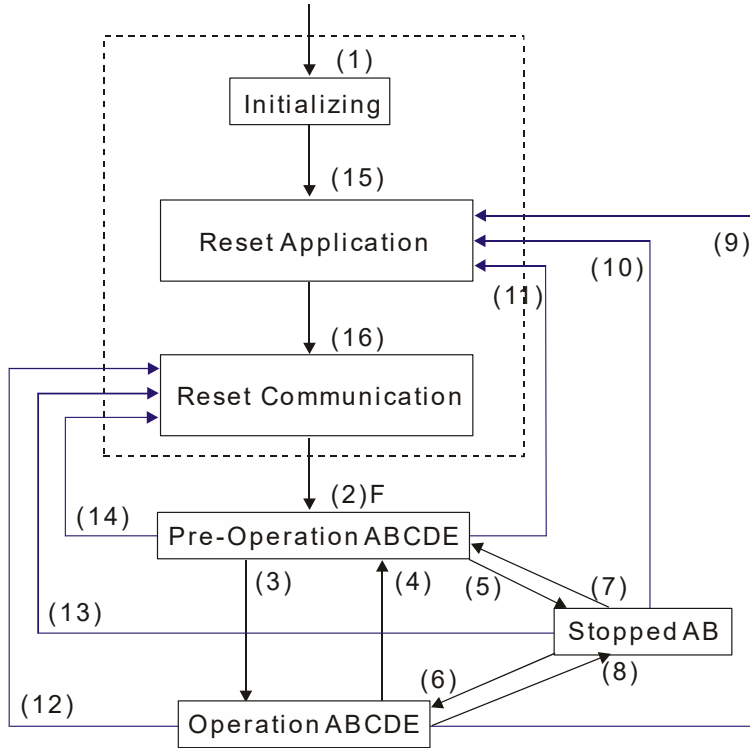 (1)
Initializing
(15)
Reset Application
(9)
(10)
(11)
(16)
Reset Communication
(2)F
(14)
Pre-Operation ABCDE
(3)
(4)
(5)
(7)
(13)
Stopped AB
(6)
(8)
(12)
Operation ABCDE